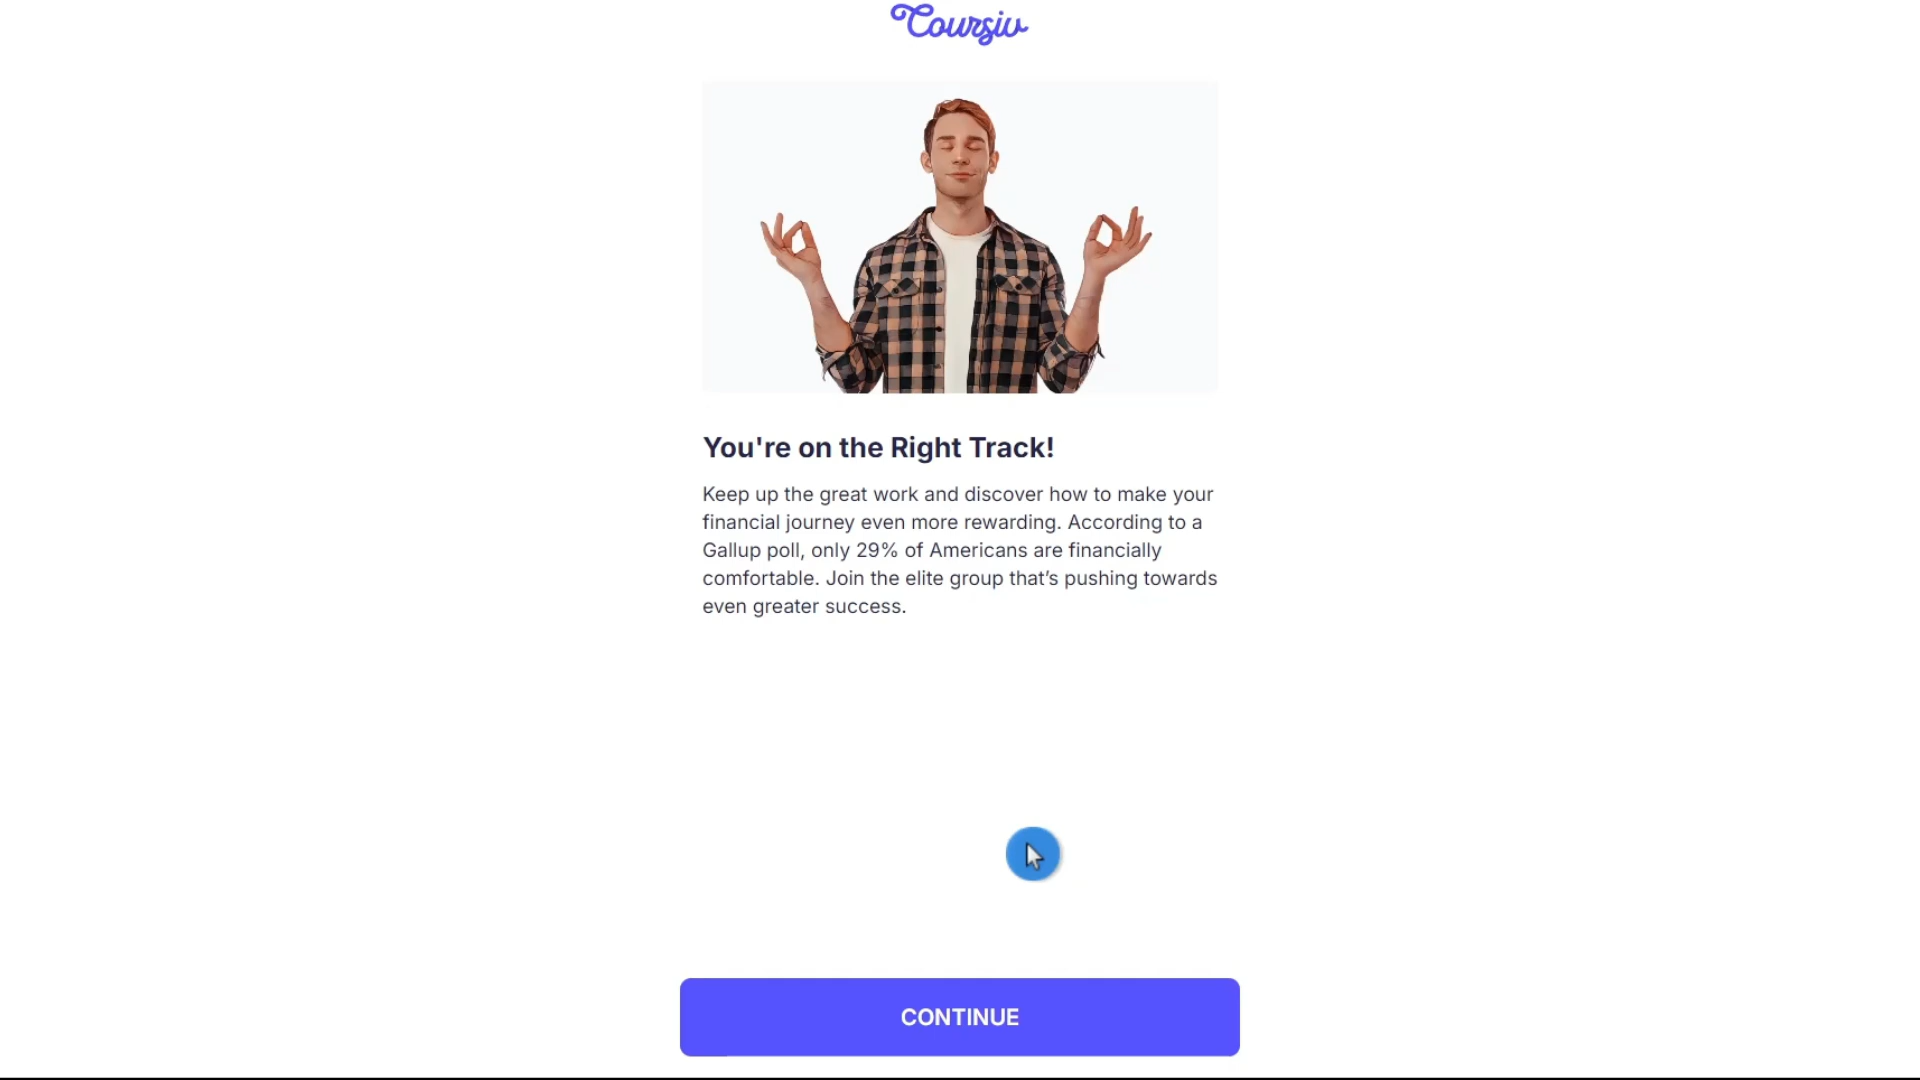 Coursiv
You're on the Right Track!
Keep up the great work and discover how to make your
financial journey even more rewarding. According to a
Gallup poll, only 29% of Americans are financially
comfortable. Join the elite group that’s pushing towards
even greater success.
CONTINUE